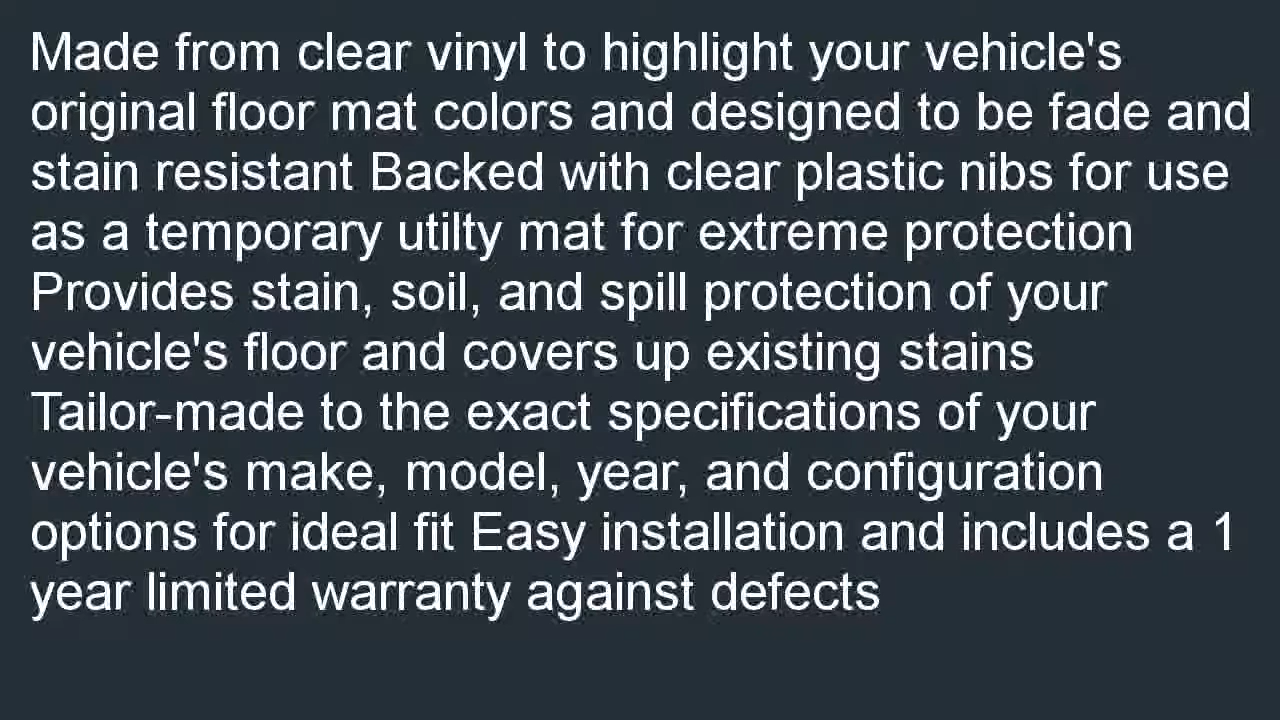 Made from clear vinyl to highlight your vehicle's
original floor mat colors and designed to be fade and
stain resistant Backed with clear plastic nibs for use
as a temporary utilty mat for extreme protection
Provides stain, soil, and spill protection of your
vehicle's floor and covers up existing stains
Tailor-made to the exact specifications of your
vehicle's make, model, year, and configuration
options for ideal fit Easy installation and includes a 1
year limited warranty against defects